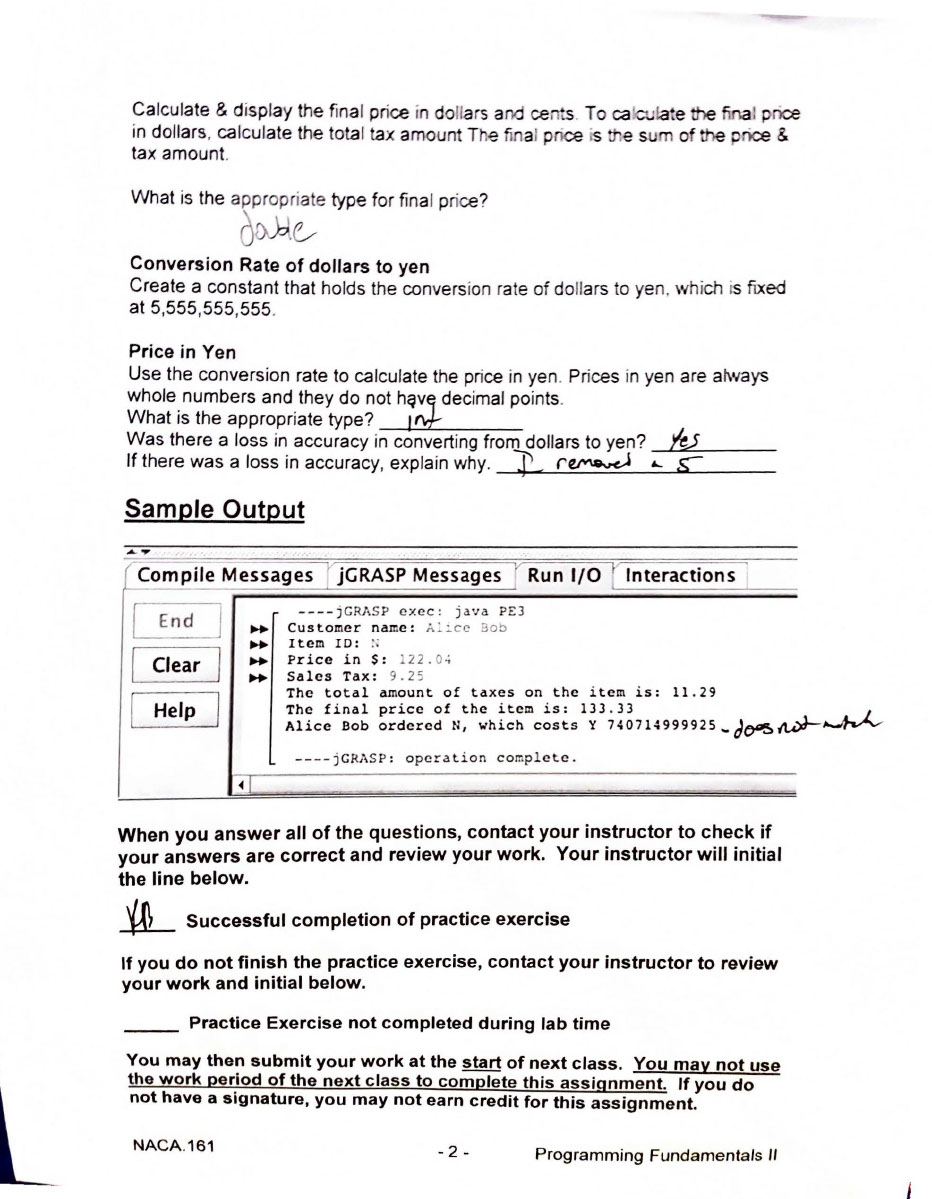 Calculate & display the final price in dollars and cents. To calculate the final price
in dollars, calculate the total tax amount The final price is the sum of the price &
tax amount.
What is the appropriate type for final price?
Conversion Rate of dollars to yen
Create a constant that holds the conversion rate of dollars to yen, which is fixed
at 5,555,555,555.
Price in Yen
Use the conversion rate to calculate the price in yen. Prices in yen are always
whole numbers and they do not have decimal points.
What is the appropriate type? int
Was there a loss in accuracy in converting from dollars to yen? yes
If there was a loss in accuracy, explain why. I removed a 5
Sample Output
Compile Messages jGRASP Messages Run I/O Interactions
End
Clear
Help
----jGRASP exec: java PE3
Customer name: Alice Bob
Item ID: N
Price in $: 122.04
Sales Tax: 9.25
The total amount of taxes on the item is: 11.29
The final price of the item is: 133.33
Alice Bob ordered N, which costs Y 740714999925 - does not match
----jGRASP: operation complete.
When you answer all of the questions, contact your instructor to check if
your answers are correct and review your work. Your instructor will initial
the line below.
Successful completion of practice exercise
If you do not finish the practice exercise, contact your instructor to review
your work and initial below.
Practice Exercise not completed during lab time
You may then submit your work at the start of next class. You may not use
the work period of the next class to complete this assignment. If you do
not have a signature, you may not earn credit for this assignment.
NACA.161 - 2 - Programming Fundamentals II